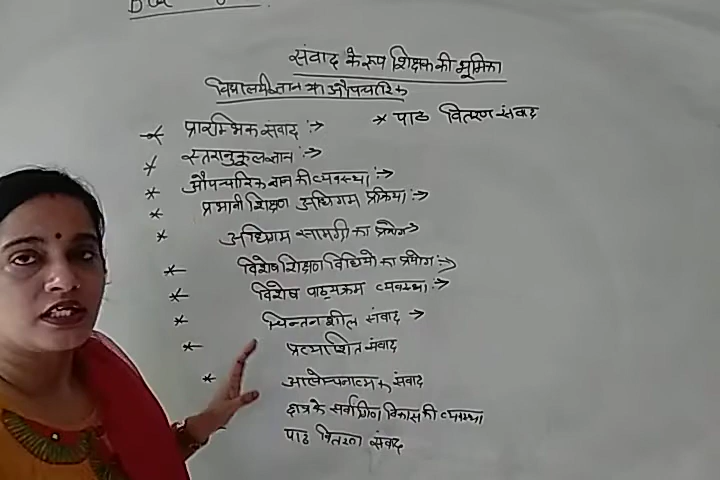 संवाद के रूप शिक्षक की भूमिका
विद्यालयी ज्ञान या औपचारिक
* प्रारम्भिक संवाद :→
* पाठ वितरण संवाद
* स्तरानुकूल ज्ञान :→
* औपचारिक ज्ञान की व्यवस्था :→
* प्रभावी शिक्षण अधिगम प्रक्रिया :→
* अधिगम सामग्री का प्रयोग→
* विशेष शिक्षण विधियो का प्रयोग :→
* विशेष पाठ्यक्रम व्यवस्था :→
* चिन्तनशील संवाद →
* प्रत्याशित संवाद
* आलोचनात्मक संवाद
छात्र के सर्वांगिण विकास की व्यवस्था
पाठ वितरण संवाद